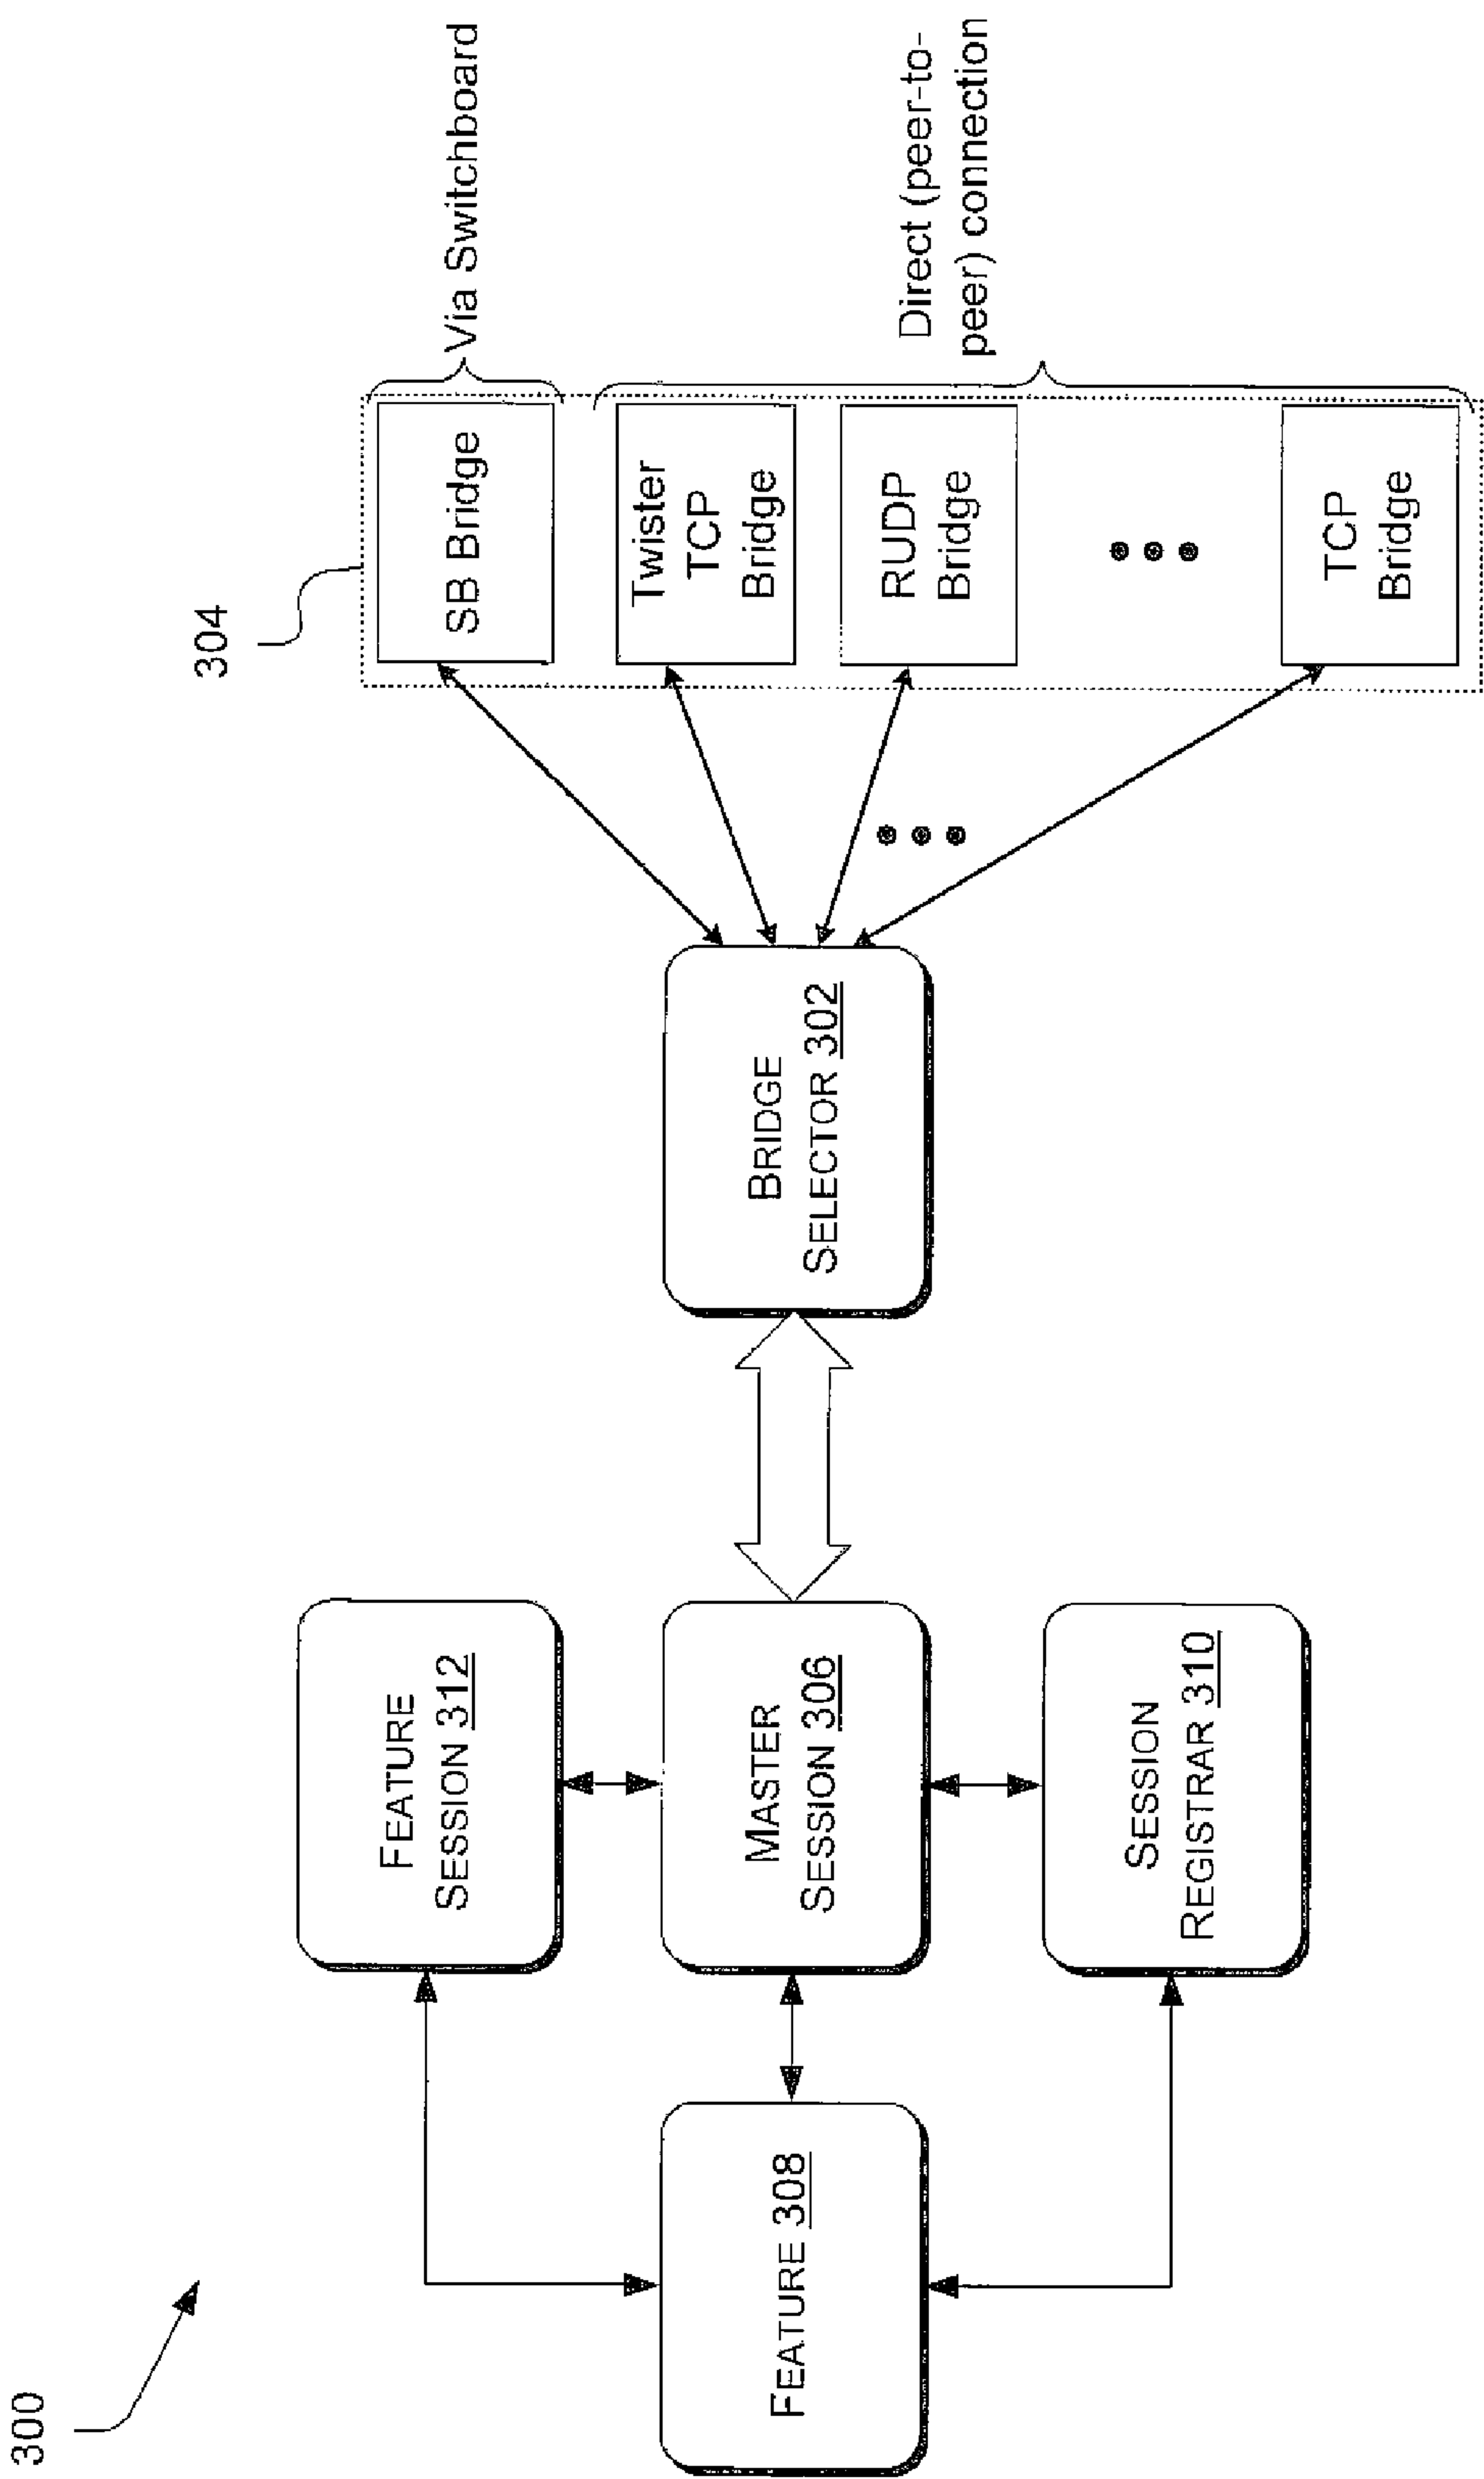 300
304
FEATURE 308
FEATURE
SESSION 312
MASTER
SESSION 306
SESSION
REGISTRAR 310
BRIDGE
SELECTOR 302
SB Bridge
Twister
TCP
Bridge
RUDP
Bridge
TCP
Bridge
Via Switchboard
Direct (peer-to-
peer) connection